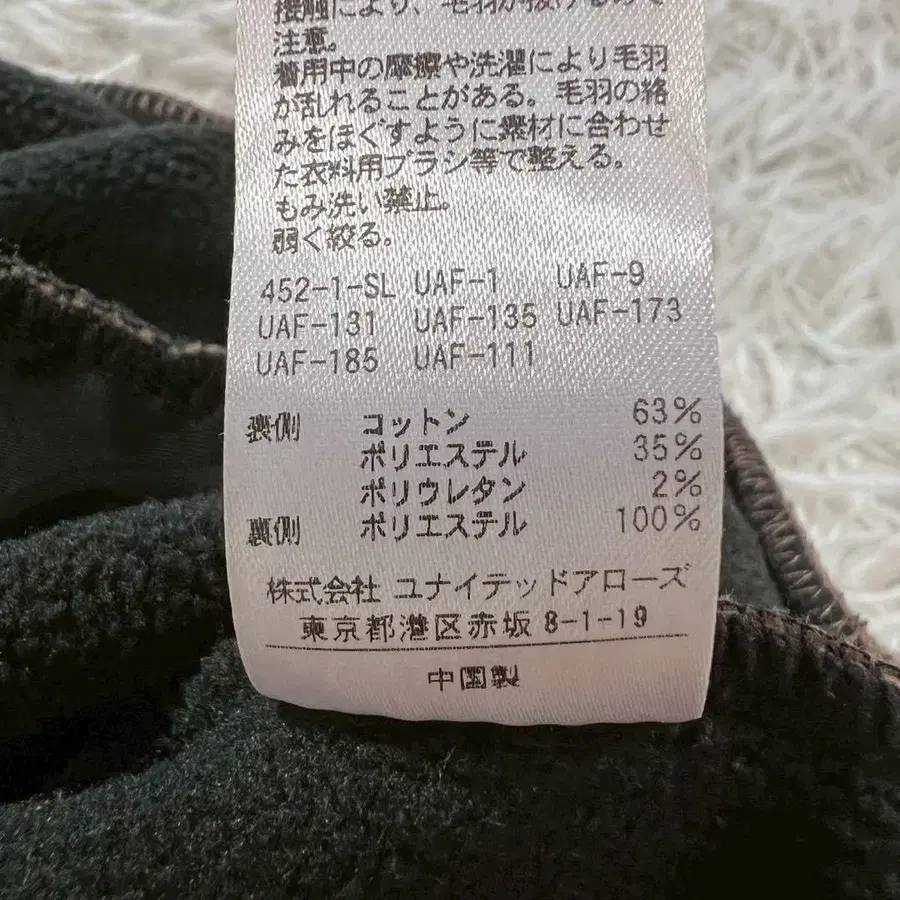 接触により、毛羽が抜けるので
注意。
着用中の摩擦や洗濯により毛羽
が乱れることがある。毛羽の絡
みをほぐすように素材に合わせ
た衣料用ブラシ等で整える。
もみ洗い禁止。
弱く絞る。
452-1-SL UAF-1 UAF-9
UAF-131 UAF-135 UAF-173
UAF-185 UAF-111
表側 コットン 63%
ポリエステル 35%
ポリウレタン 2%
裏側 ポリエステル 100%
株式会社 ユナイテッドアローズ
東京都港区赤坂 8-1-19
中国製